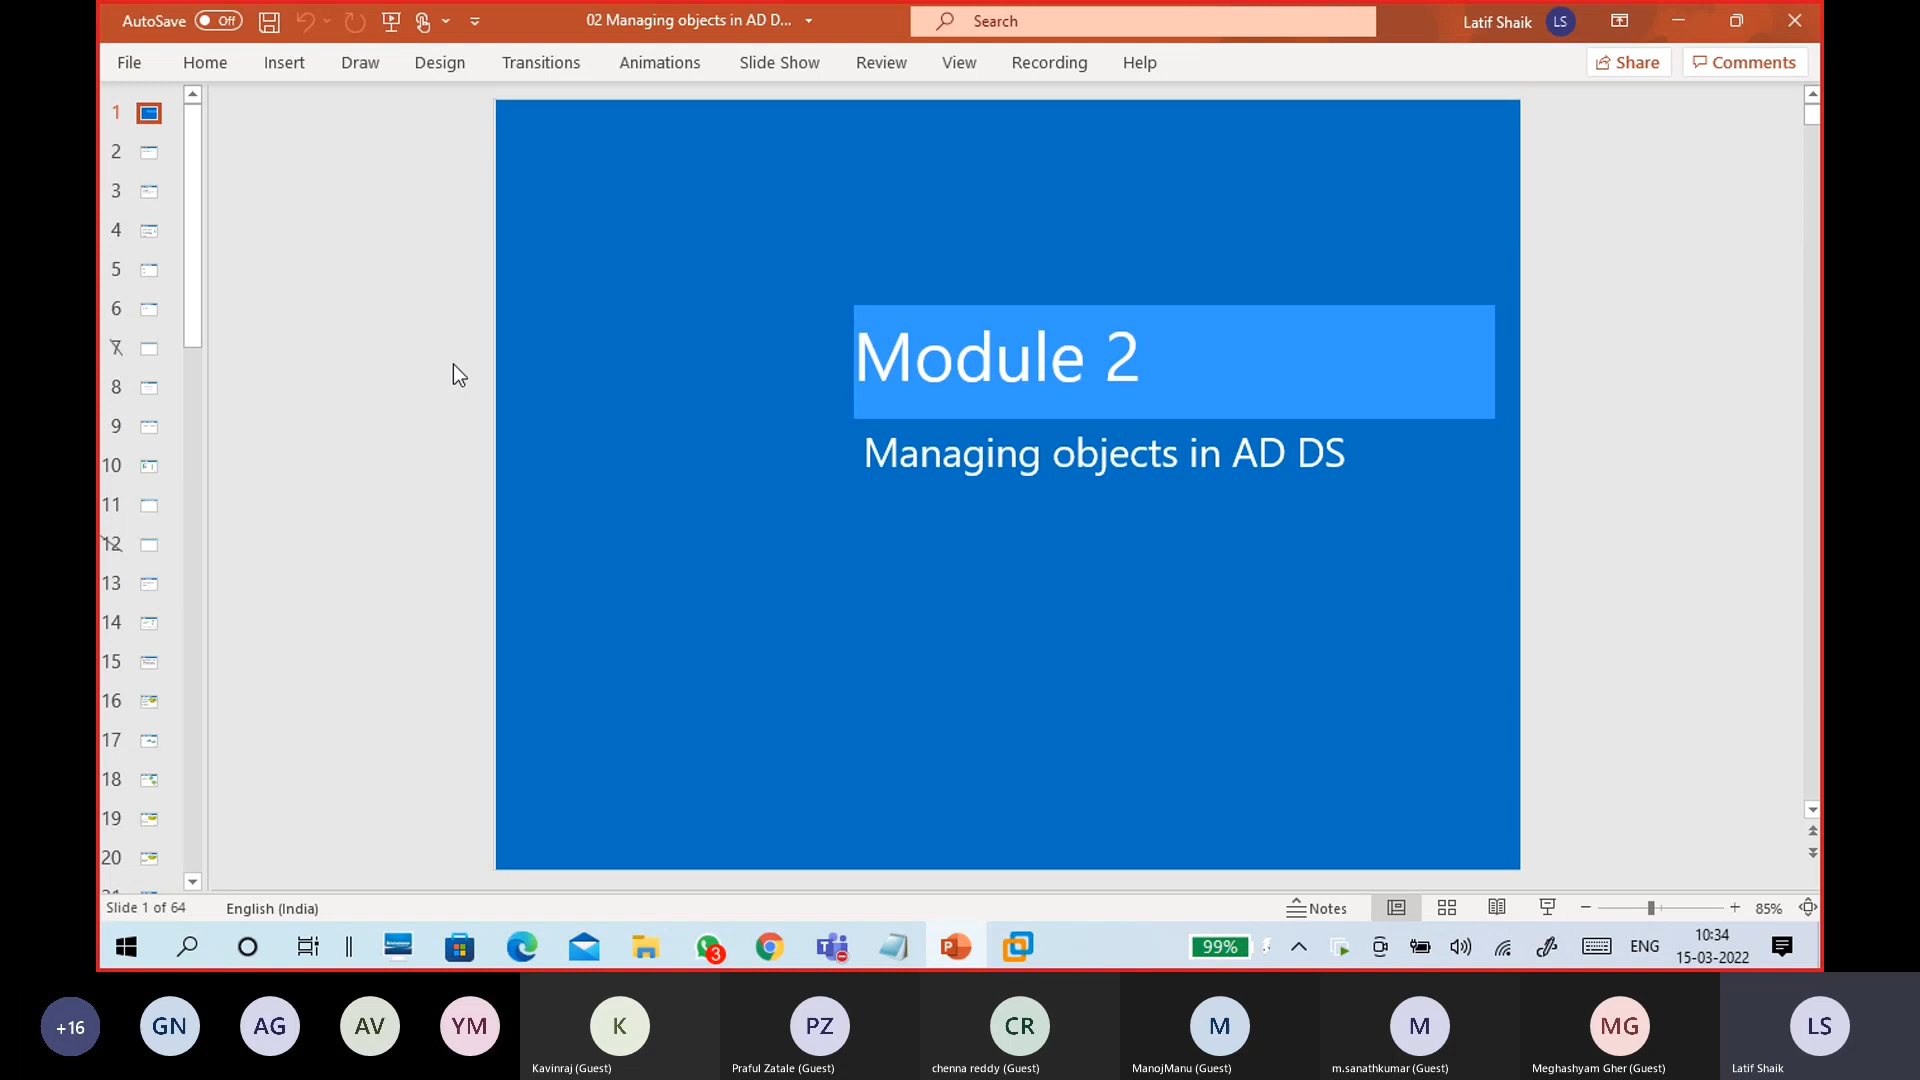 AutoSave Off 02 Managing objects in AD D... Search Latif Shaik LS
File Home Insert Draw Design Transitions Animations Slide Show Review View Recording Help Share Comments
1
2
3
4
5
6
7
8
9
10
11
12
13
14
15
16
17
18
19
20
Module 2
Managing objects in AD DS
Slide 1 of 64 English (India) Notes 85%
3 99% ENG 10:34
15-03-2022
+16 GN AG AV YM K PZ CR M M MG LS
Kavinraj (Guest) Praful Zatale (Guest) chenna reddy (Guest) ManojManu (Guest) m.sanathkumar (Guest) Meghashyam Gher (Guest) Latif Shaik